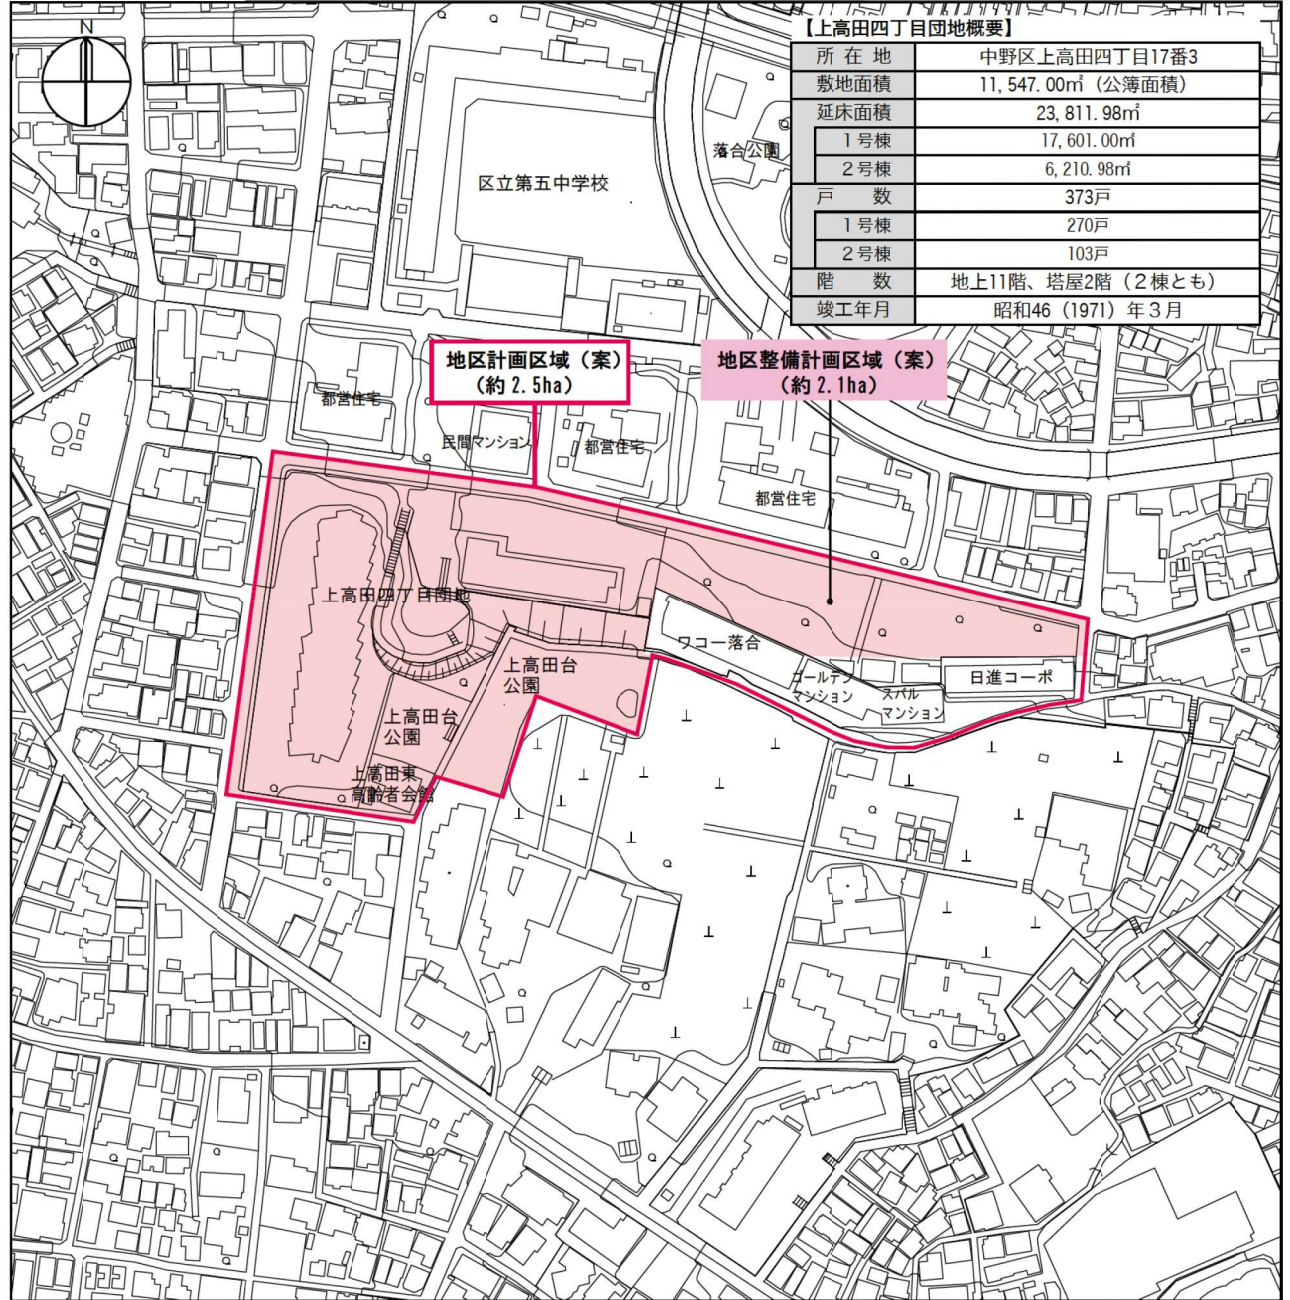 N
【上高田四丁目団地概要】
所在地 中野区上高田四丁目17番3
敷地面積 11,547.00㎡（公簿面積）
延床面積 23,811.98㎡
1号棟 17,601.00㎡
2号棟 6,210.98㎡
戸数 373戸
1号棟 270戸
2号棟 103戸
階数 地上11階、塔屋2階（２棟とも）
竣工年月 昭和46（1971）年３月
落合公園
区立第五中学校
地区計画区域（案）
（約2.5ha）
地区整備計画区域（案）
（約2.1ha）
都営住宅
民間マンション
都営住宅
都営住宅
上高田四丁目団地
ワコー落合
上高田台
公園
ゴールデン
マンション
スバル
マンション
日進コーポ
上高田台
公園
上高田東
高齢者会館